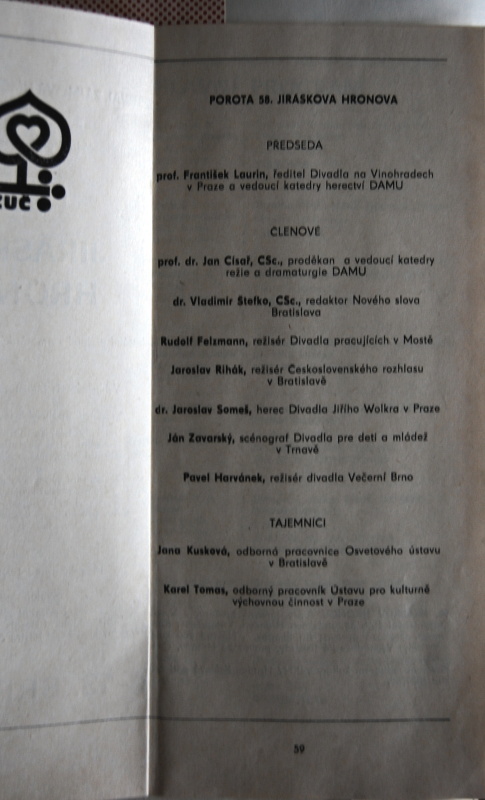 ZUČ
POROTA 58. JIRÁSKOVA HRONOVA
PŘEDSEDA
prof. František Laurin, ředitel Divadla na Vinohradech
v Praze a vedoucí katedry herectví DAMU
ČLENOVÉ
prof. dr. Jan Císař, CSc., proděkan a vedoucí katedry
režie a dramaturgie DAMU
dr. Vladimír Štefko, CSc., redaktor Nového slova
Bratislava
Rudolf Felzmann, režisér Divadla pracujících v Mostě
Jaroslav Rihák, režisér Československého rozhlasu
v Bratislavě
dr. Jaroslav Someš, herec Divadla Jiřího Wolkra v Praze
Ján Zavarský, scénograf Divadla pre deti a mládež
v Trnavě
Pavel Harvánek, režisér divadla Večerní Brno
TAJEMNÍCI
Jana Kusková, odborná pracovnice Osvetového ústavu
v Bratislavě
Karel Tomas, odborný pracovník Ústavu pro kulturně
výchovnou činnost v Praze
59